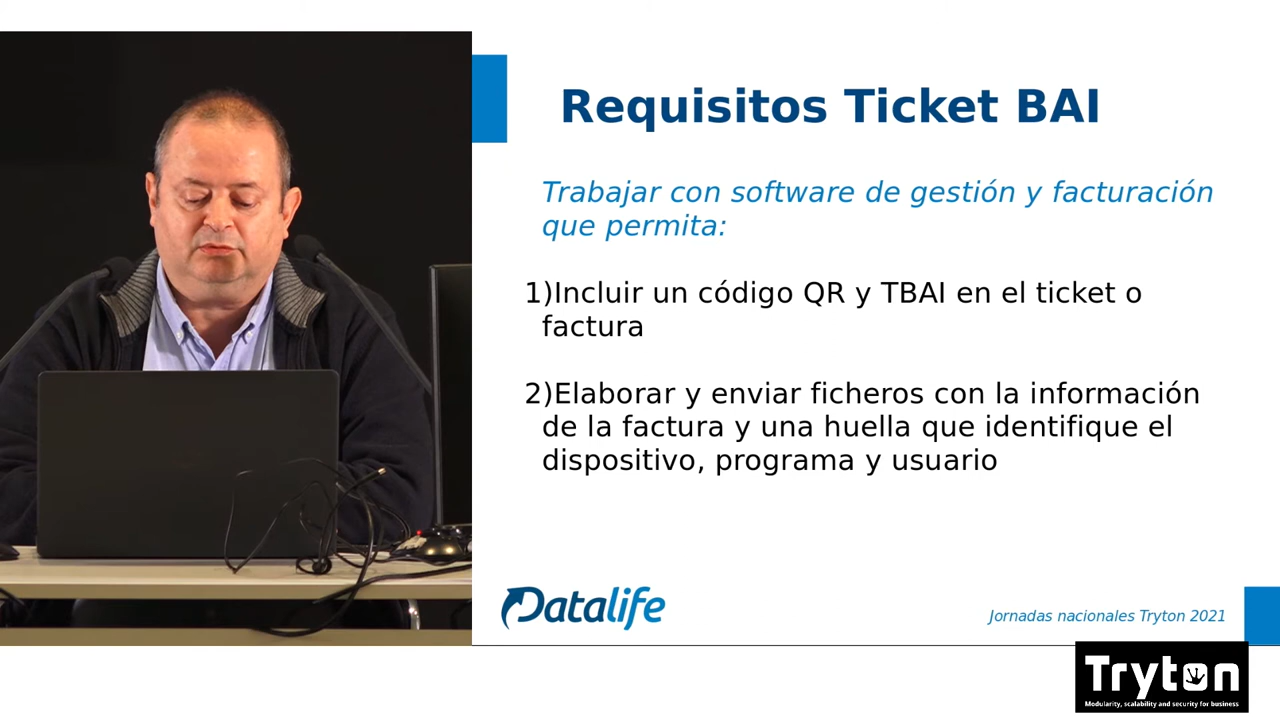 Requisitos Ticket BAI
Trabajar con software de gestión y facturación
que permita:
1)Incluir un código QR y TBAI en el ticket o
factura
2)Elaborar y enviar ficheros con la información
de la factura y una huella que identifique el
dispositivo, programa y usuario
Datalife
Jornadas nacionales Tryton 2021
Tryton
Modularity, scalability and security for business